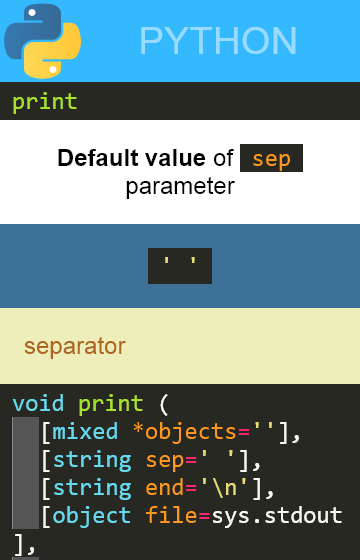 PYTHON
print
Default value of sep
parameter
' '
separator
void print (
[mixed *objects=''],
[string sep=' '],
[string end='\n'],
[object file=sys.stdout
],